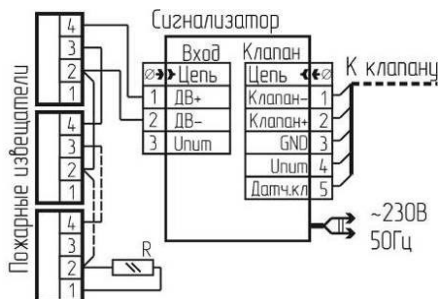 Сигнализатор
Пожарные извещатели
4
3
2
1
4
3
2
1
4
3
2
1
R
Вход
Цепь
1 ДВ+
2 ДВ−
3 Uпит
Клапан
Цепь
Клапан− 1
Клапан+ 2
GND 3
Uпит 4
Датч.кл 5
К клапану
~230В
50Гц